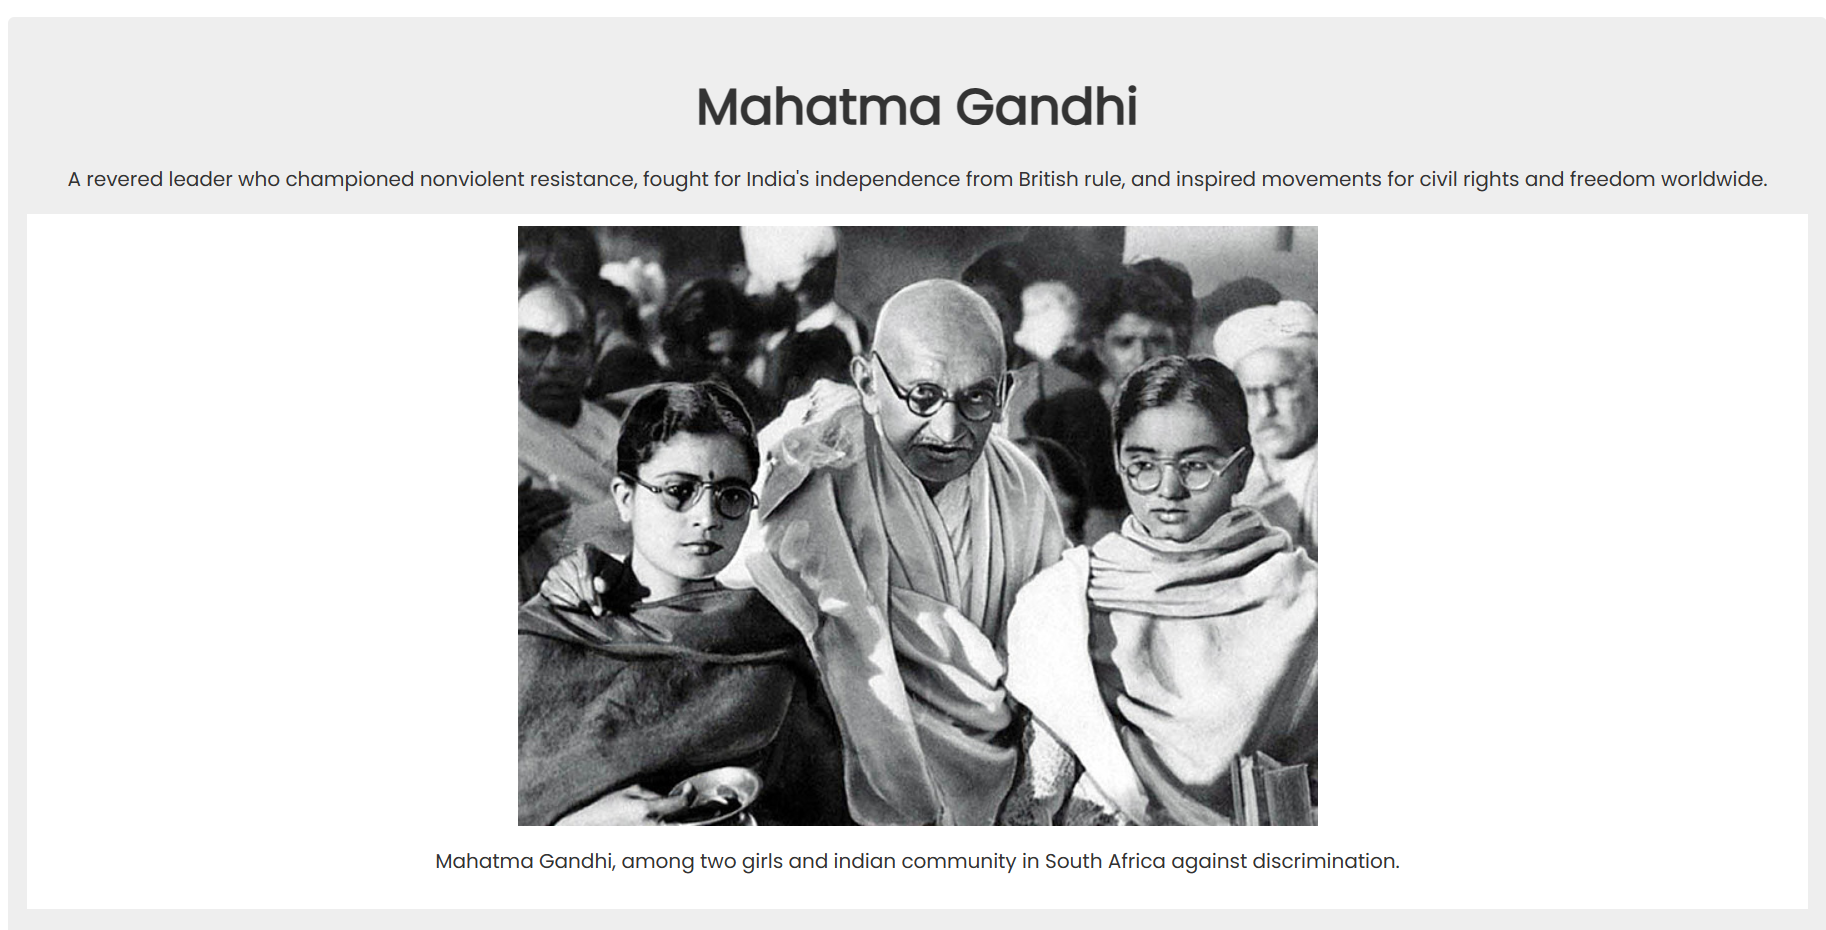 Mahatma Gandhi
A revered leader who championed nonviolent resistance, fought for India's independence from British rule, and inspired movements for civil rights and freedom worldwide.
Mahatma Gandhi, among two girls and indian community in South Africa against discrimination.